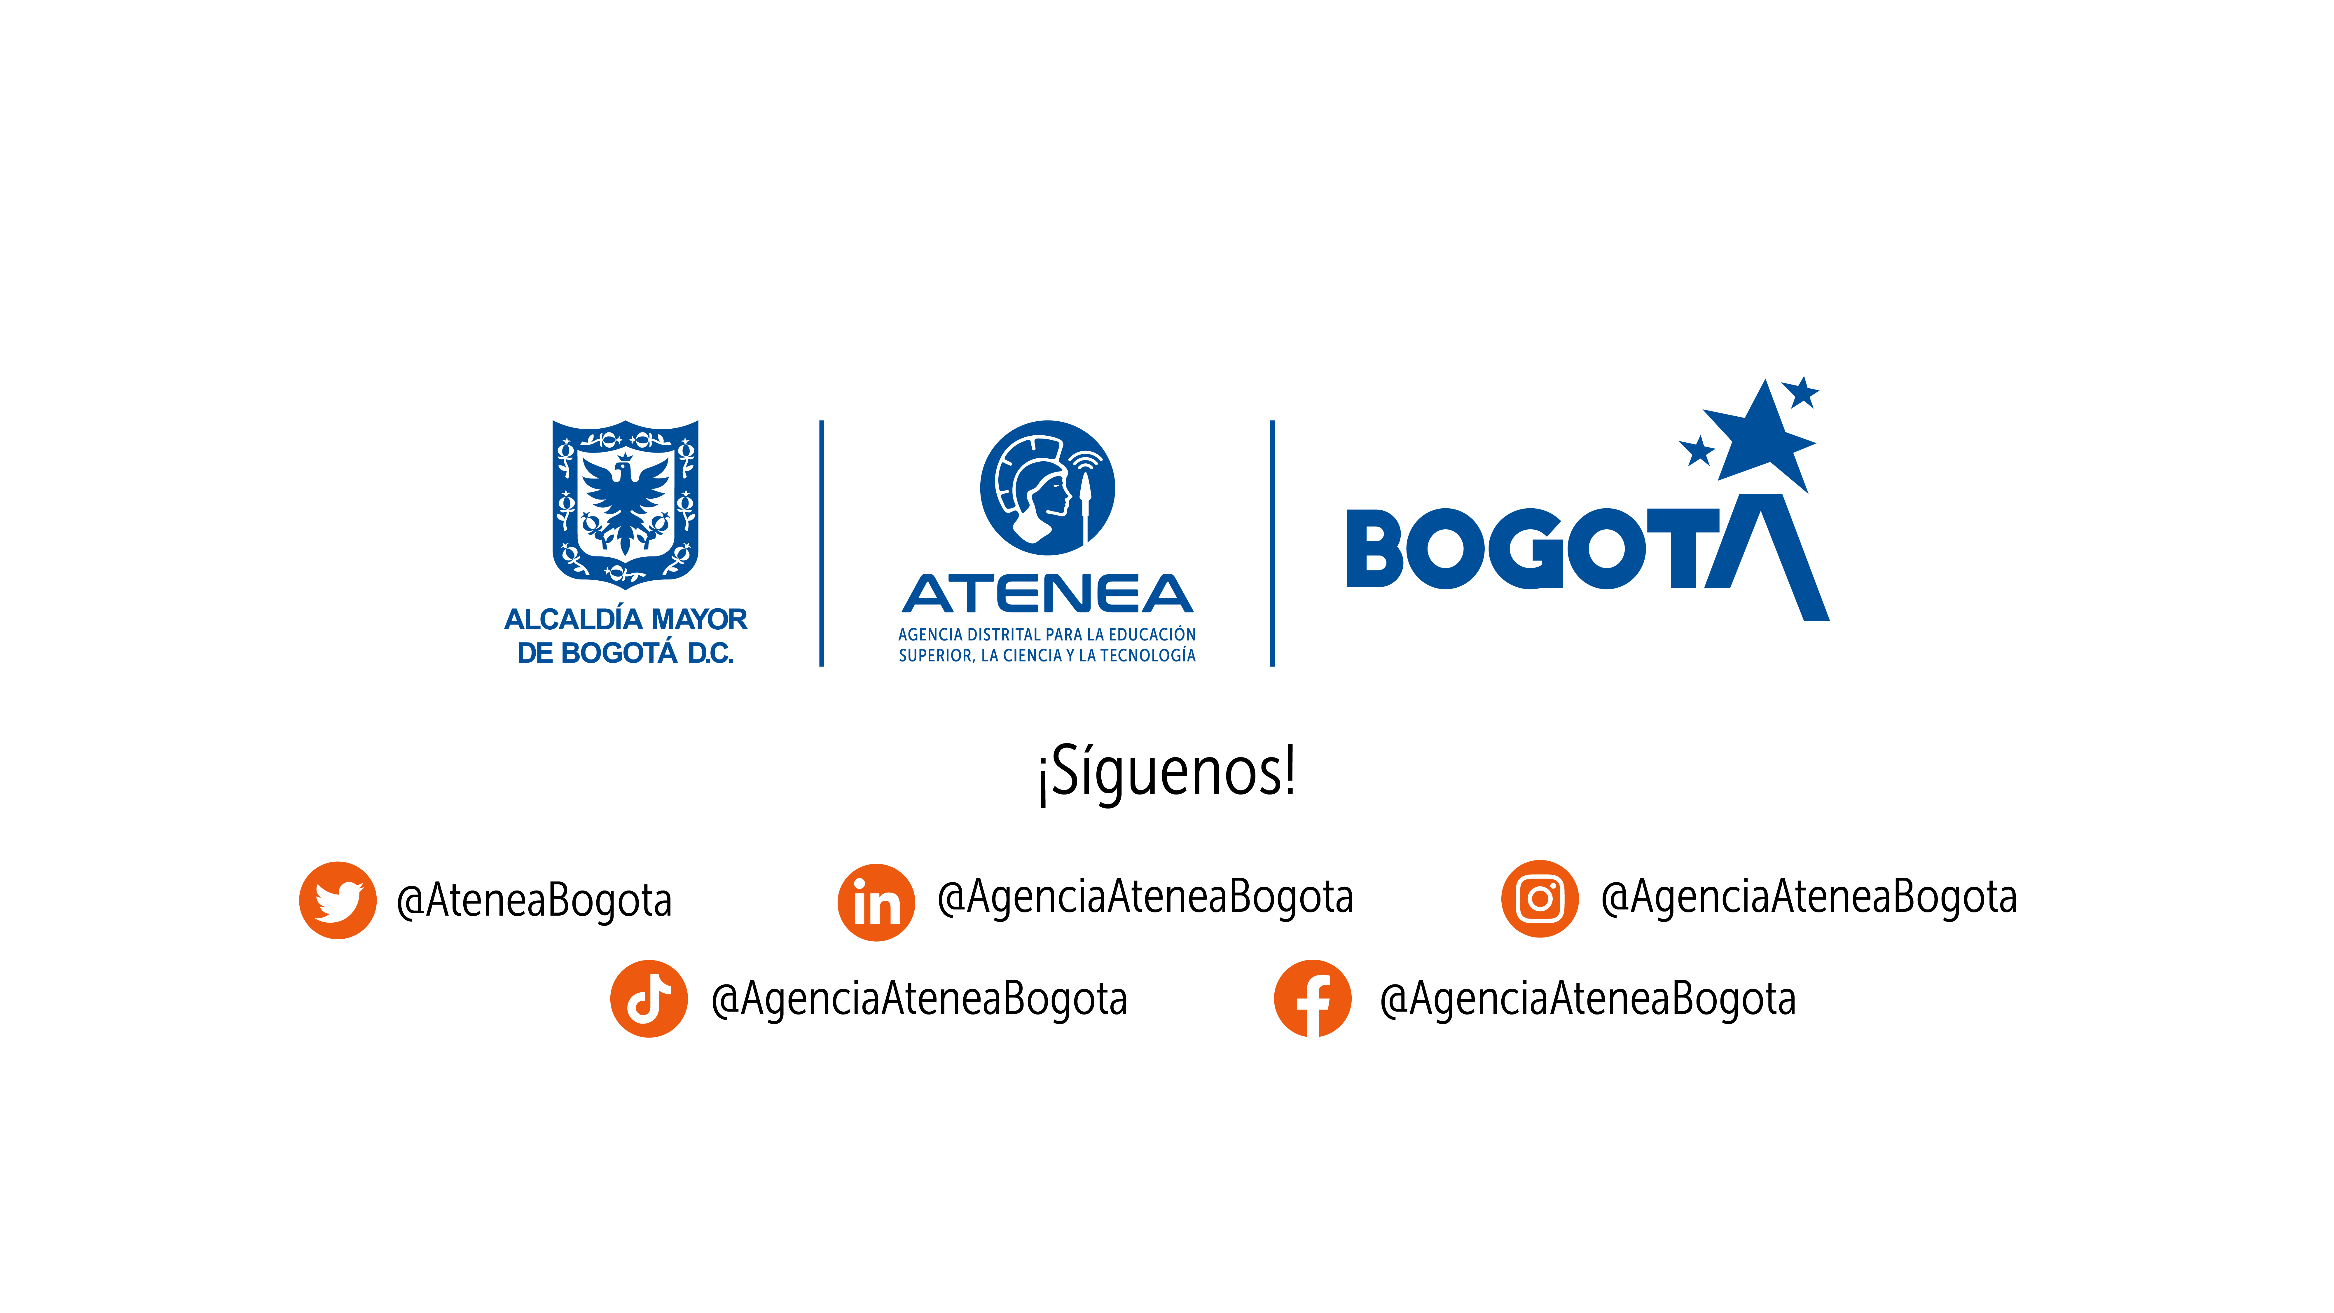 ALCALDÍA MAYOR
DE BOGOTÁ D.C.
ATENEA
AGENCIA DISTRITAL PARA LA EDUCACIÓN
SUPERIOR, LA CIENCIA Y LA TECNOLOGÍA
BOGOTÁ
¡Síguenos!
@AteneaBogota
@AgenciaAteneaBogota
@AgenciaAteneaBogota
@AgenciaAteneaBogota
@AgenciaAteneaBogota